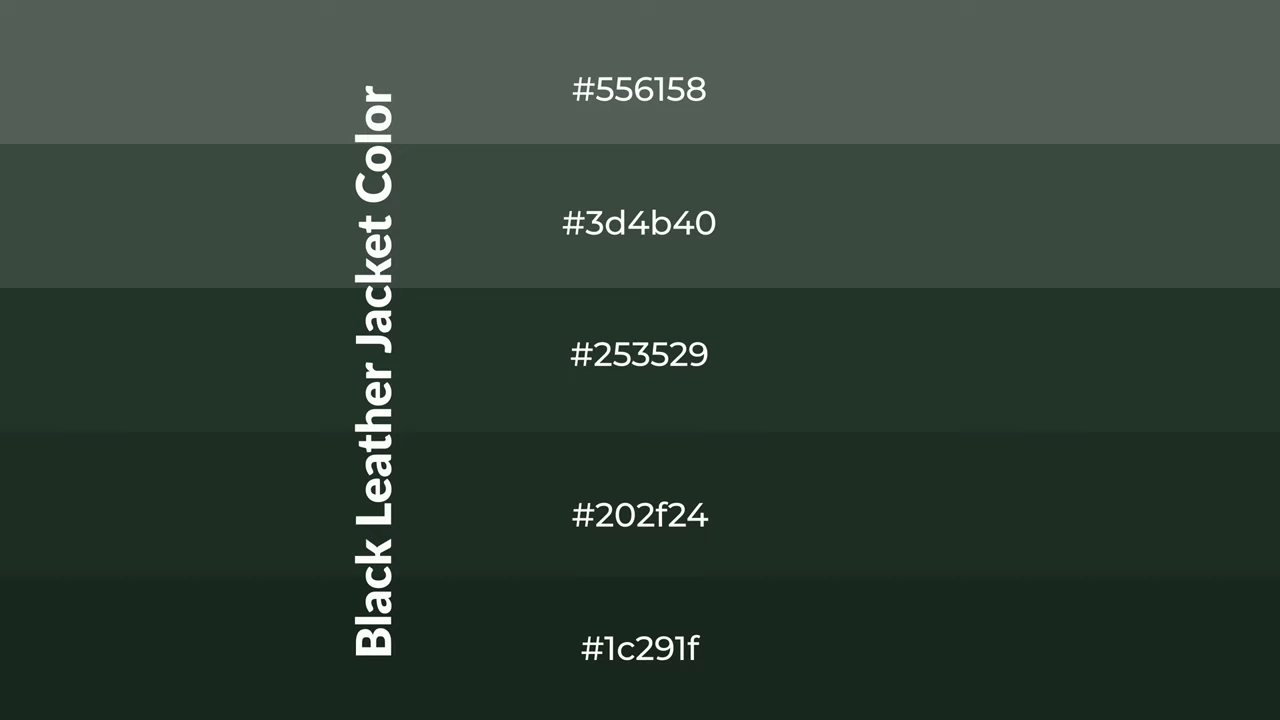 Black Leather Jacket Color
#556158
#3d4b40
#253529
#202f24
#1c291f